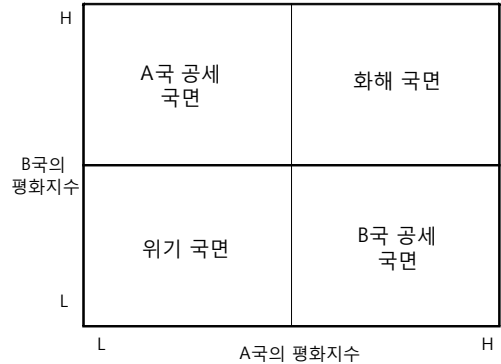 H
A국 공세
국면
화해 국면
B국의
평화지수
위기 국면
B국 공세
국면
L
L
A국의 평화지수
H